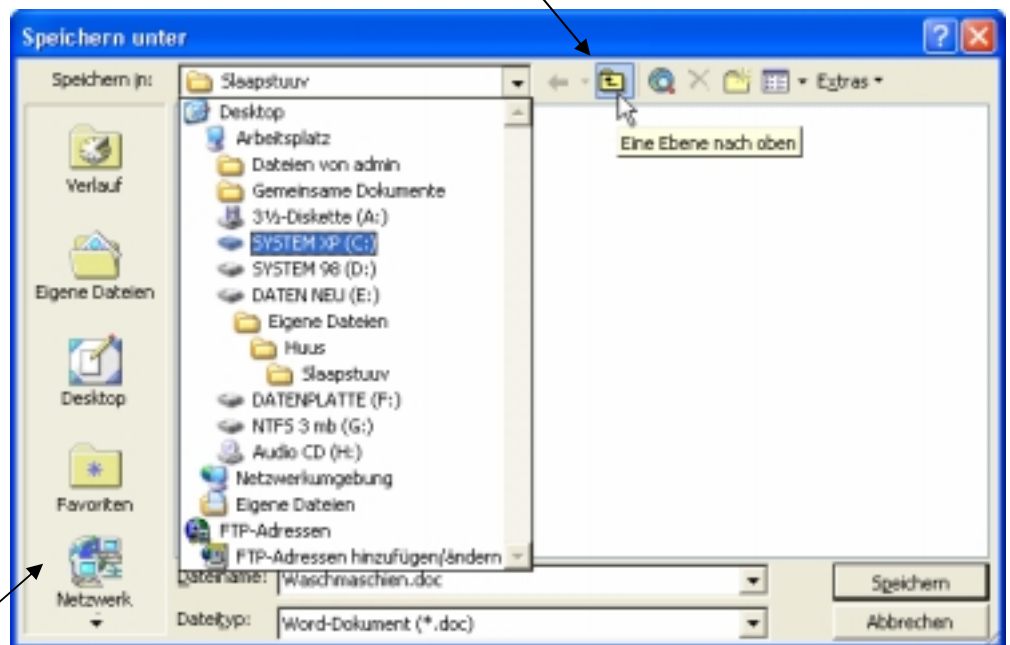 Speichern unter
Speichern in:
Slaapstuuv
Extras
Eine Ebene nach oben
Verlauf
Eigene Dateien
Desktop
Favoriten
Netzwerk
Desktop
Arbeitsplatz
Dateien von admin
Gemeinsame Dokumente
3½-Diskette (A:)
SYSTEM XP (C:)
SYSTEM 98 (D:)
DATEN NEU (E:)
Eigene Dateien
Huus
Slaapstuuv
DATENPLATTE (F:)
NTFS 3 mb (G:)
Audio CD (H:)
Netzwerkumgebung
Eigene Dateien
FTP-Adressen
FTP-Adressen hinzufügen/ändern
Dateiname:
Waschmaschien.doc
Speichern
Dateityp:
Word-Dokument (*.doc)
Abbrechen